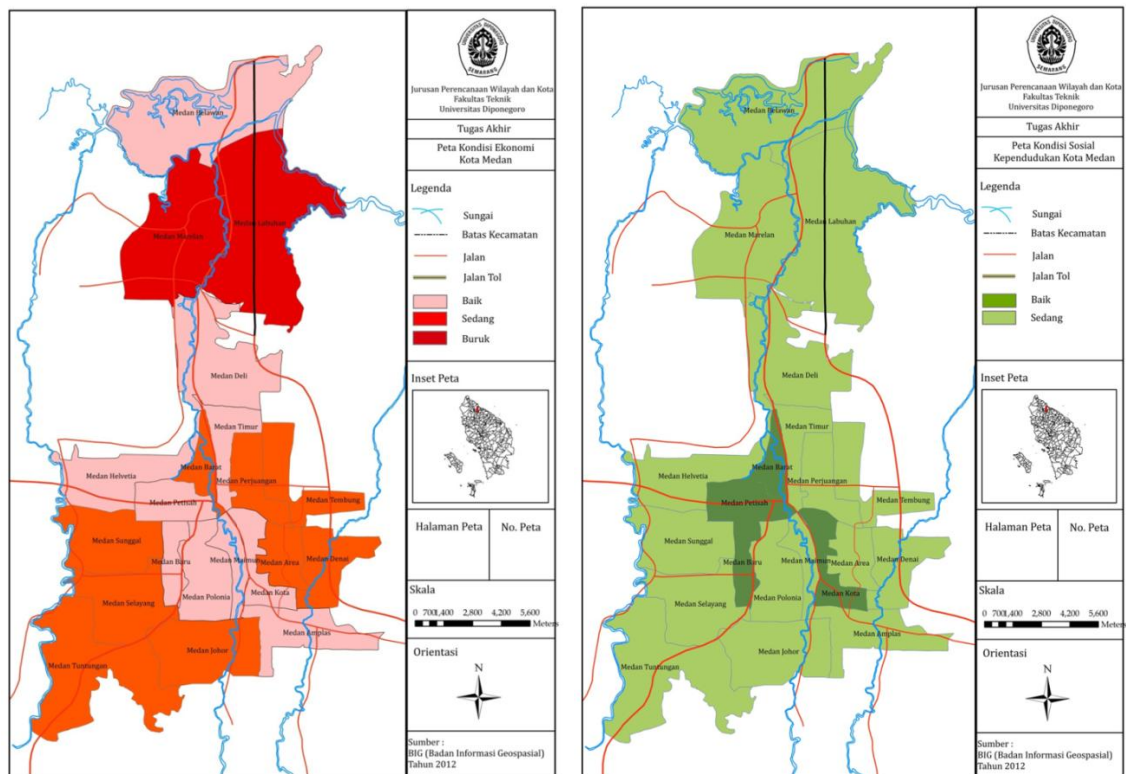 Medan Belawan
Medan Labuhan
Medan Marelan
Medan Deli
Medan Timur
Medan Barat
Medan Helvetia
Medan Perjuangan
Medan Petisah
Medan Tembung
Medan Sunggal
Medan Baru
Medan Maimun
Medan Area
Medan Denai
Medan Selayang
Medan Polonia
Medan Kota
Medan Amplas
Medan Johor
Medan Tuntungan
UNIVERSITAS DIPONEGORO
SEMARANG
Jurusan Perencanaan Wilayah dan Kota
Fakultas Teknik
Universitas Diponegoro
Tugas Akhir
Peta Kondisi Ekonomi
Kota Medan
Legenda
Sungai
Batas Kecamatan
Jalan
Jalan Tol
Baik
Sedang
Buruk
Inset Peta
Halaman Peta
No. Peta
Skala
0 7001,400 2,800 4,200 5,600
Meters
Orientasi
N
Sumber :
BIG (Badan Informasi Geospasial)
Tahun 2012
Medan Belawan
Medan Labuhan
Medan Marelan
Medan Deli
Medan Timur
Medan Barat
Medan Helvetia
Medan Perjuangan
Medan Petisah
Medan Tembung
Medan Sunggal
Medan Baru
Medan Maimun
Medan Area
Medan Denai
Medan Selayang
Medan Polonia
Medan Kota
Medan Amplas
Medan Johor
Medan Tuntungan
UNIVERSITAS DIPONEGORO
SEMARANG
Jurusan Perencanaan Wilayah dan Kota
Fakultas Teknik
Universitas Diponegoro
Tugas Akhir
Peta Kondisi Sosial
Kependudukan Kota Medan
Legenda
Sungai
Batas Kecamatan
Jalan
Jalan Tol
Baik
Sedang
Inset Peta
Halaman Peta
No. Peta
Skala
0 7001,400 2,800 4,200 5,600
Meters
Orientasi
N
Sumber :
BIG (Badan Informasi Geospasial)
Tahun 2012